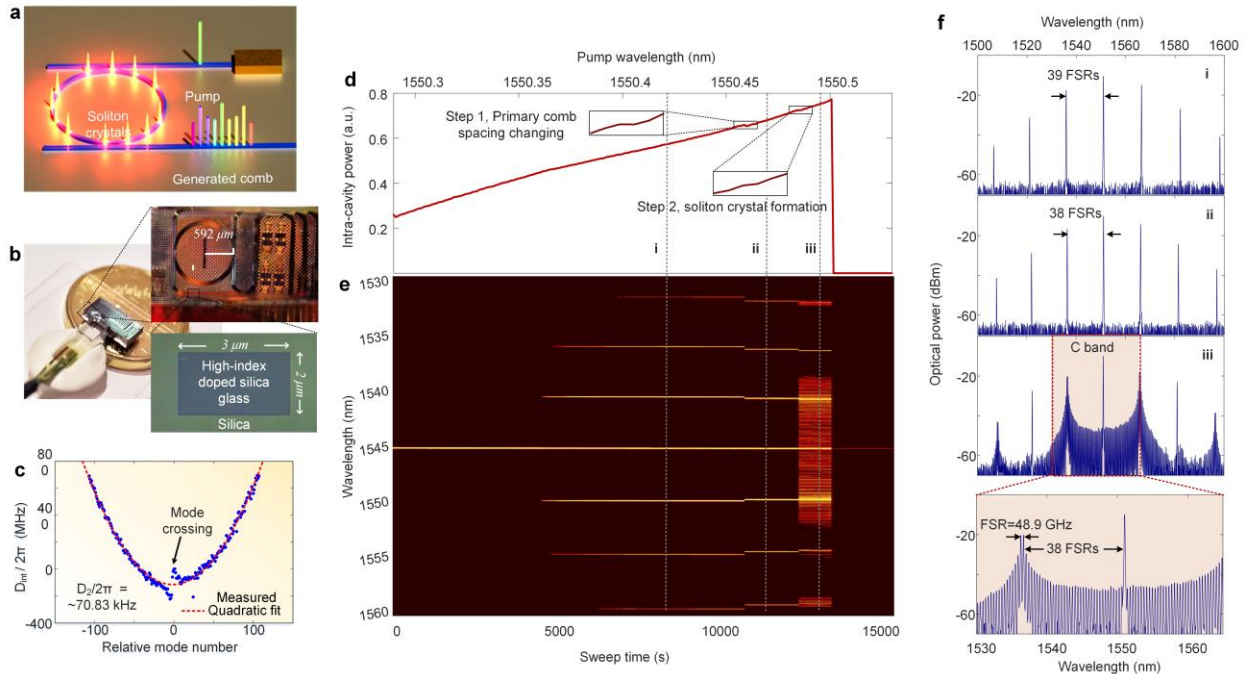 a
Soliton
crystals
Pump
Generated comb
b
592 µm
3 µm
2 µm
High-index
doped silica
glass
Silica
c
80
0
40
0
0
-400
D_int / 2π (MHz)
Mode
crossing
D₂/2π =
~70.83 kHz
Measured
Quadratic fit
-100
0
100
Relative mode number
d
Pump wavelength (nm)
1550.3
1550.4
1550.5
Intra-cavity power (a.u.)
0.8
0.6
0.4
0.2
Step 1, Primary comb
spacing changing
Step 2, soliton crystal formation
i
ii
iii
e
Wavelength (nm)
1530
1535
1540
1545
1550
1555
1560
0
5000
10000
15000
Sweep time (s)
f
Wavelength (nm)
1500
1520
1540
1560
1580
1600
Optical power (dBm)
39 FSRs
i
-20
-60
38 FSRs
ii
-20
-60
C band
iii
-20
-60
FSR=48.9 GHz
38 FSRs
-20
-60
1530
1540
1550
1560
Wavelength (nm)